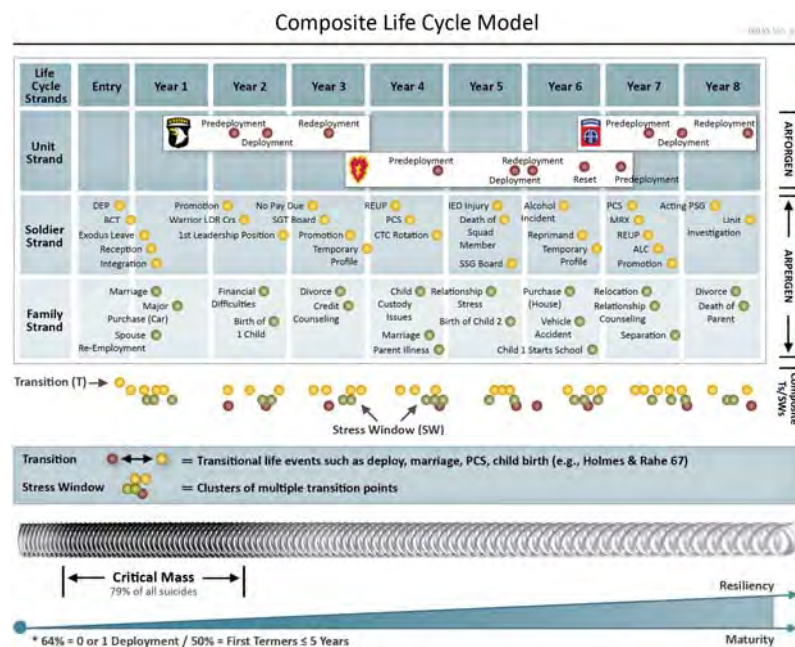 Composite Life Cycle Model
Life Cycle Strands
Entry
Year 1
Year 2
Year 3
Year 4
Year 5
Year 6
Year 7
Year 8
Unit Strand
Predeployment
Deployment
Redeployment
Predeployment
Deployment
Redeployment
Predeployment
Redeployment
Deployment
Reset
Predeployment
ARFORGEN
Soldier Strand
DEP
BCT
Exodus Leave
Reception
Integration
Promotion
Warrior LDR Crs
1st Leadership Position
No Pay Due
SGT Board
Promotion
Temporary Profile
REUP
PCS
CTC Rotation
IED Injury
Death of Squad Member
SSG Board
Alcohol Incident
Reprimand
Temporary Profile
PCS
MRX
REUP
ALC
Promotion
Acting PSG
Unit Investigation
ARPERGEN
Family Strand
Marriage
Major Purchase (Car)
Spouse Re-Employment
Financial Difficulties
Birth of 1 Child
Divorce
Credit Counseling
Child Custody Issues
Marriage
Parent Illness
Relationship Stress
Birth of Child 2
Purchase (House)
Vehicle Accident
Child 1 Starts School
Relocation
Relationship Counseling
Separation
Divorce
Death of Parent
Transition (T)
Stress Window (SW)
Composite Ts/SWs
Transition = Transitional life events such as deploy, marriage, PCS, child birth (e.g., Holmes & Rahe 67)
Stress Window = Clusters of multiple transition points
Critical Mass
79% of all suicides
Resiliency
Maturity
* 64% = 0 or 1 Deployment / 50% = First Termers ≤ 5 Years